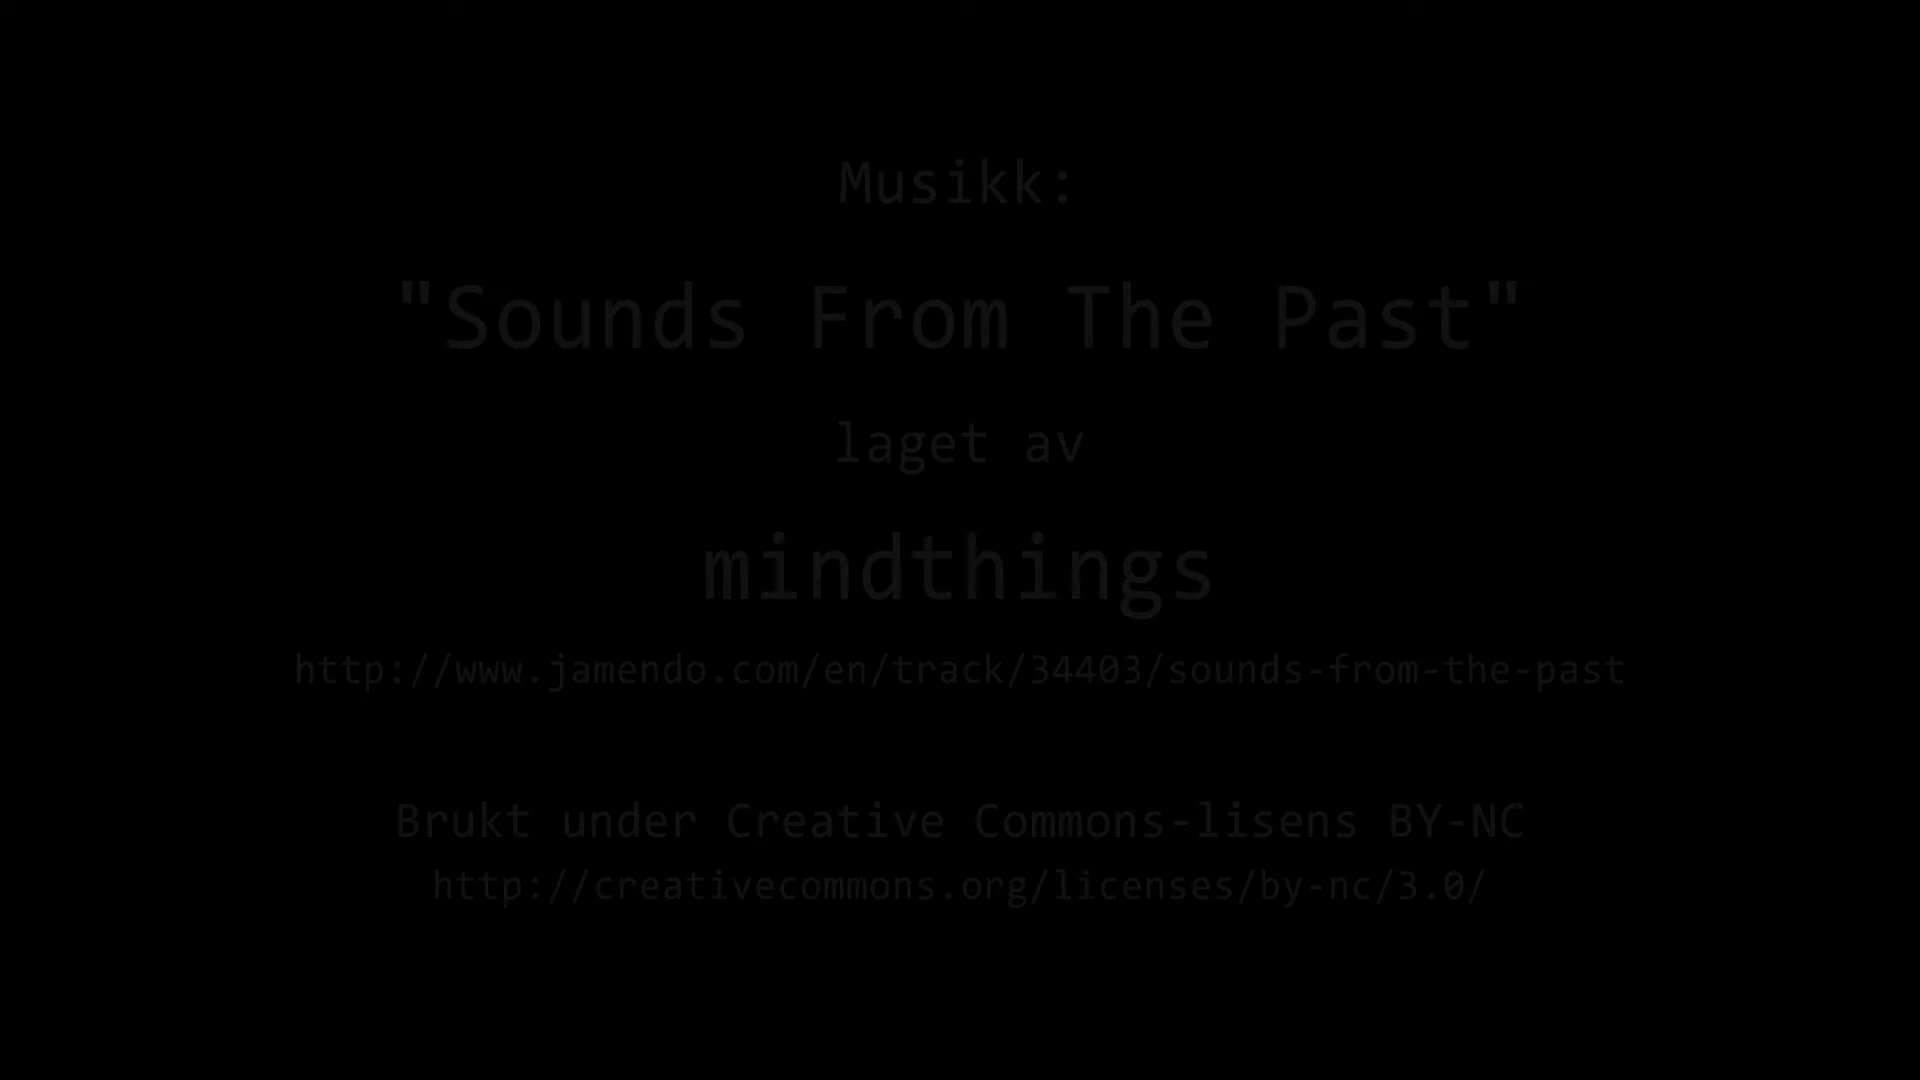 Musikk:
"Sounds From The Past"
laget av
mindthings
http://www.jamendo.com/en/track/34403/sounds-from-the-past
Brukt under Creative Commons-lisens BY-NC
http://creativecommons.org/licenses/by-nc/3.0/